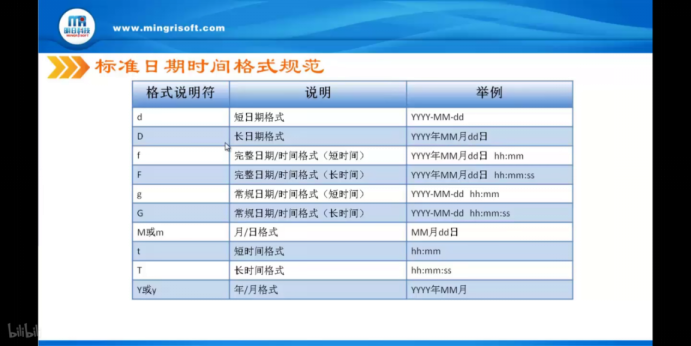 明日科技
www.mingrisoft.com
标准日期时间格式规范
格式说明符 说明 举例
d 短日期格式 YYYY-MM-dd
D 长日期格式 YYYY年MM月dd日
f 完整日期/时间格式（短时间） YYYY年MM月dd日 hh:mm
F 完整日期/时间格式（长时间） YYYY年MM月dd日 hh:mm:ss
g 常规日期/时间格式（短时间） YYYY-MM-dd hh:mm
G 常规日期/时间格式（长时间） YYYY-MM-dd hh:mm:ss
M或m 月/日格式 MM月dd日
t 短时间格式 hh:mm
T 长时间格式 hh:mm:ss
Y或y 年/月格式 YYYY年MM月
bilibili